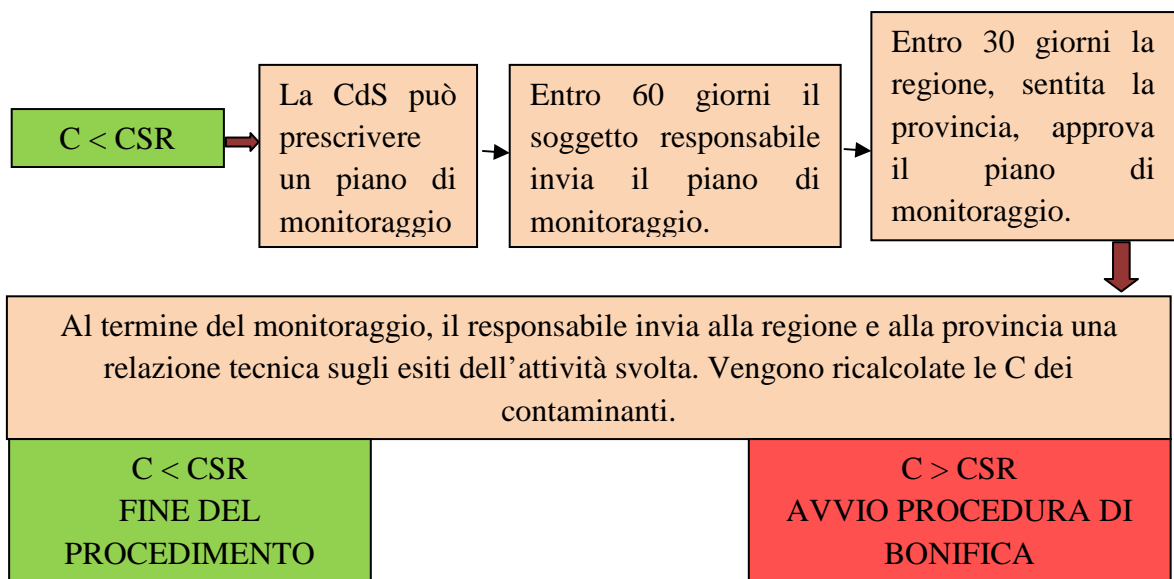 C < CSR
La CdS può
prescrivere
un piano di
monitoraggio
Entro 60 giorni il
soggetto responsabile
invia il piano di
monitoraggio.
Entro 30 giorni la
regione, sentita la
provincia, approva
il piano di
monitoraggio.
Al termine del monitoraggio, il responsabile invia alla regione e alla provincia una
relazione tecnica sugli esiti dell’attività svolta. Vengono ricalcolate le C dei
contaminanti.
C < CSR
FINE DEL
PROCEDIMENTO
C > CSR
AVVIO PROCEDURA DI
BONIFICA